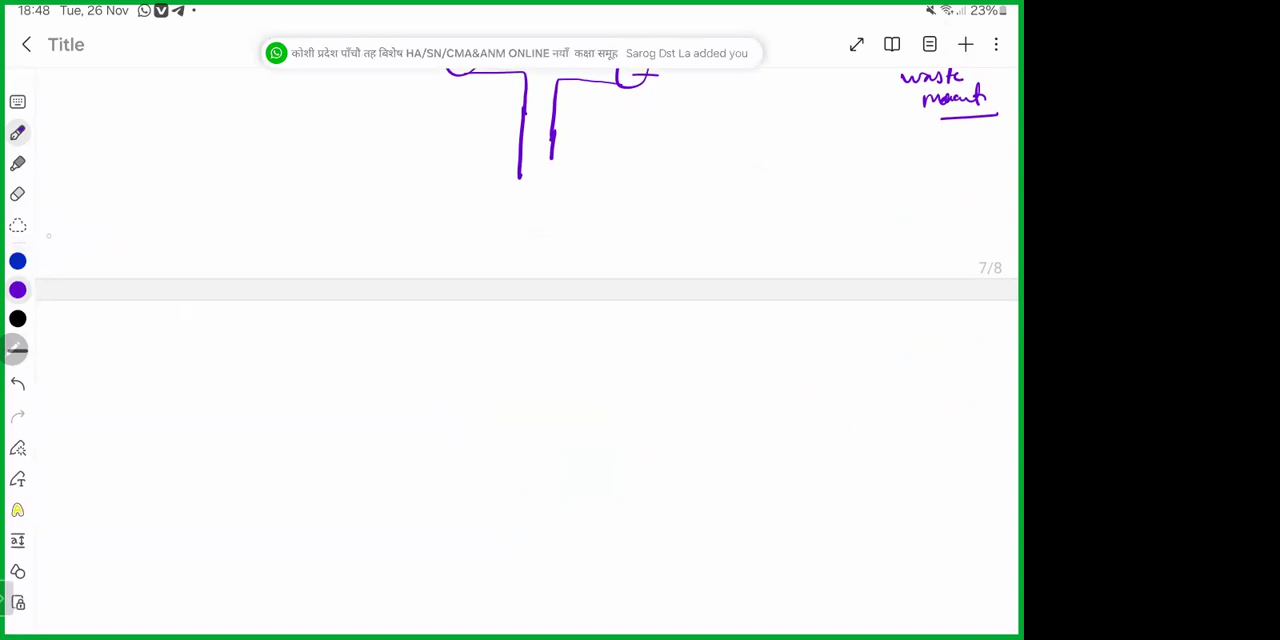 18:48 Tue, 26 Nov
23%
Title
कोशी प्रदेश पाँचौ तह बिशेष HA/SN/CMA&ANM ONLINE नयाँ कक्षा समूह Sarog Dst La added you
waste
7/8